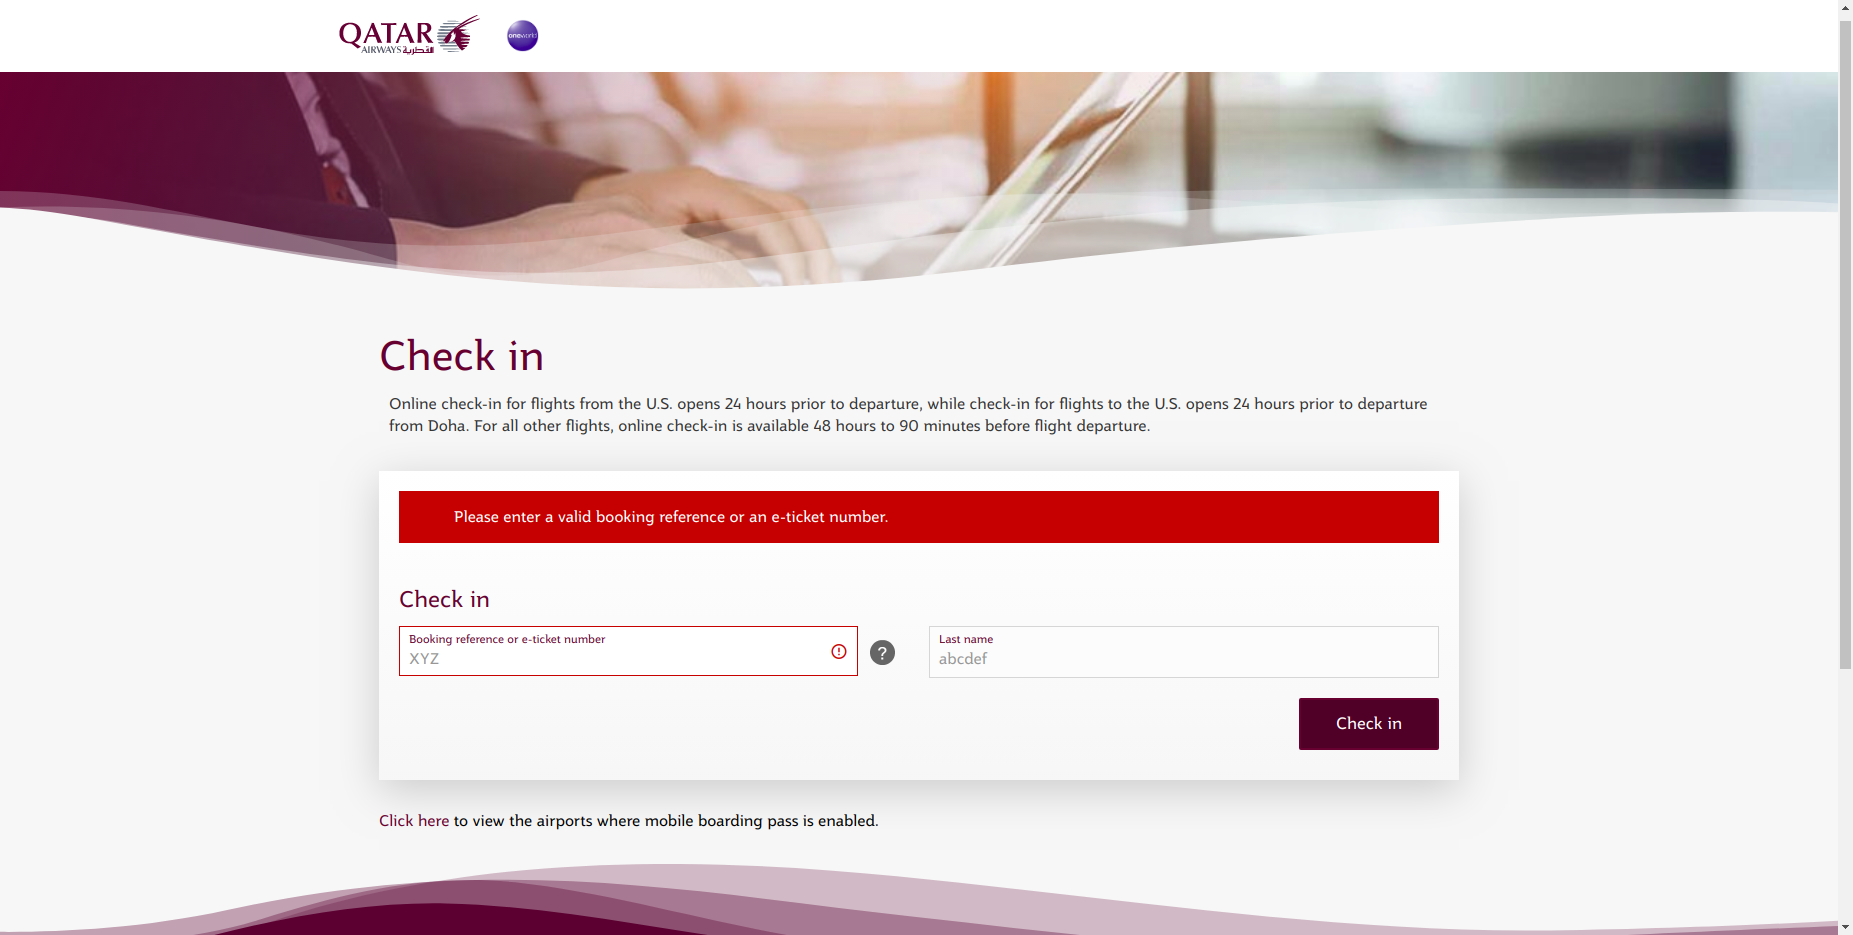 QATAR
AIRWAYS القطرية
oneworld
Check in
Online check-in for flights from the U.S. opens 24 hours prior to departure, while check-in for flights to the U.S. opens 24 hours prior to departure
from Doha. For all other flights, online check-in is available 48 hours to 90 minutes before flight departure.
Please enter a valid booking reference or an e-ticket number.
Check in
Booking reference or e-ticket number
XYZ
?
Last name
abcdef
Check in
Click here to view the airports where mobile boarding pass is enabled.